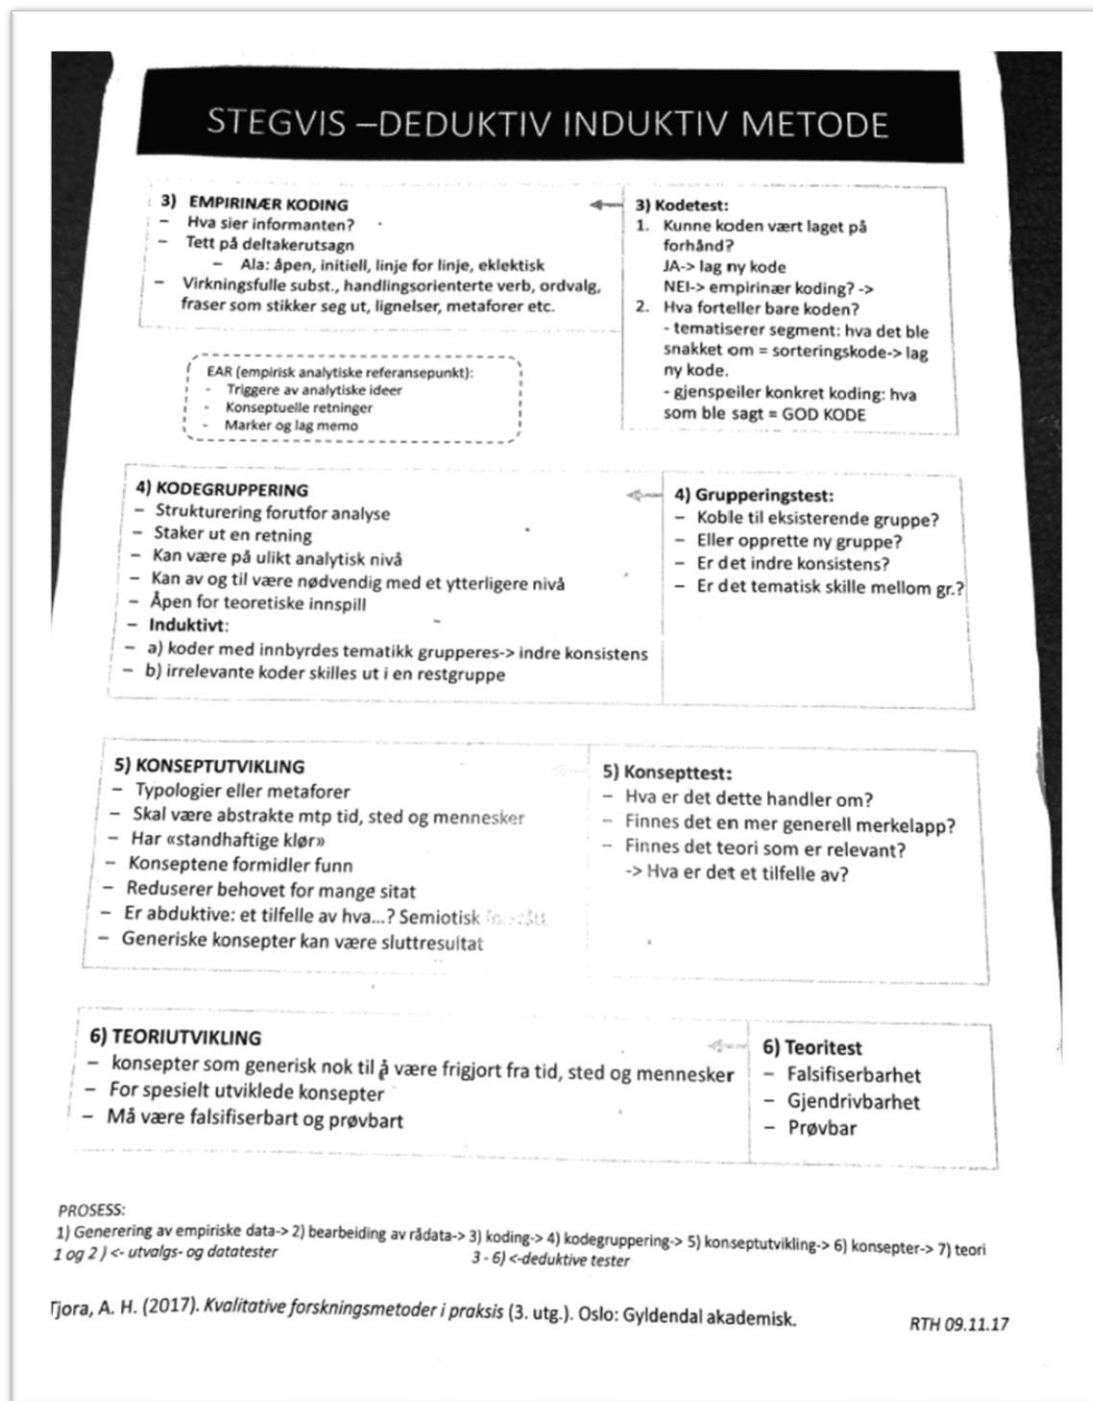 STEGVIS –DEDUKTIV INDUKTIV METODE
3) EMPIRINÆR KODING
– Hva sier informanten?
– Tett på deltakerutsagn
– Ala: åpen, initiell, linje for linje, eklektisk
– Virkningsfulle subst., handlingsorienterte verb, ordvalg,
fraser som stikker seg ut, lignelser, metaforer etc.
3) Kodetest:
1. Kunne koden vært laget på
forhånd?
JA-> lag ny kode
NEI-> empirinær koding? ->
2. Hva forteller bare koden?
- tematiserer segment: hva det ble
snakket om = sorteringskode-> lag
ny kode.
- gjenspeiler konkret koding: hva
som ble sagt = GOD KODE
EAR (empirisk analytiske referansepunkt):
- Triggere av analytiske ideer
- Konseptuelle retninger
- Marker og lag memo
4) KODEGRUPPERING
– Strukturering forutfor analyse
– Staker ut en retning
– Kan være på ulikt analytisk nivå
– Kan av og til være nødvendig med et ytterligere nivå
– Åpen for teoretiske innspill
– Induktivt:
– a) koder med innbyrdes tematikk grupperes-> indre konsistens
– b) irrelevante koder skilles ut i en restgruppe
4) Grupperingstest:
– Koble til eksisterende gruppe?
– Eller opprette ny gruppe?
– Er det indre konsistens?
– Er det tematisk skille mellom gr.?
5) KONSEPTUTVIKLING
– Typologier eller metaforer
– Skal være abstrakte mtp tid, sted og mennesker
– Har «standhaftige klør»
– Konseptene formidler funn
– Reduserer behovet for mange sitat
– Er abduktive: et tilfelle av hva...? Semiotisk
– Generiske konsepter kan være sluttresultat
5) Konsepttest:
– Hva er det dette handler om?
– Finnes det en mer generell merkelapp?
– Finnes det teori som er relevant?
-> Hva er det et tilfelle av?
6) TEORIUTVIKLING
– konsepter som generisk nok til å være frigjort fra tid, sted og mennesker
– For spesielt utviklede konsepter
– Må være falsifiserbart og prøvbart
6) Teoritest
– Falsifiserbarhet
– Gjendrivbarhet
– Prøvbar
PROSESS:
1) Generering av empiriske data-> 2) bearbeiding av rådata-> 3) koding-> 4) kodegruppering-> 5) konseptutvikling-> 6) konsepter-> 7) teori
1 og 2 ) <- utvalgs- og datatester 3 - 6) <-deduktive tester
Tjora, A. H. (2017). Kvalitative forskningsmetoder i praksis (3. utg.). Oslo: Gyldendal akademisk.
RTH 09.11.17